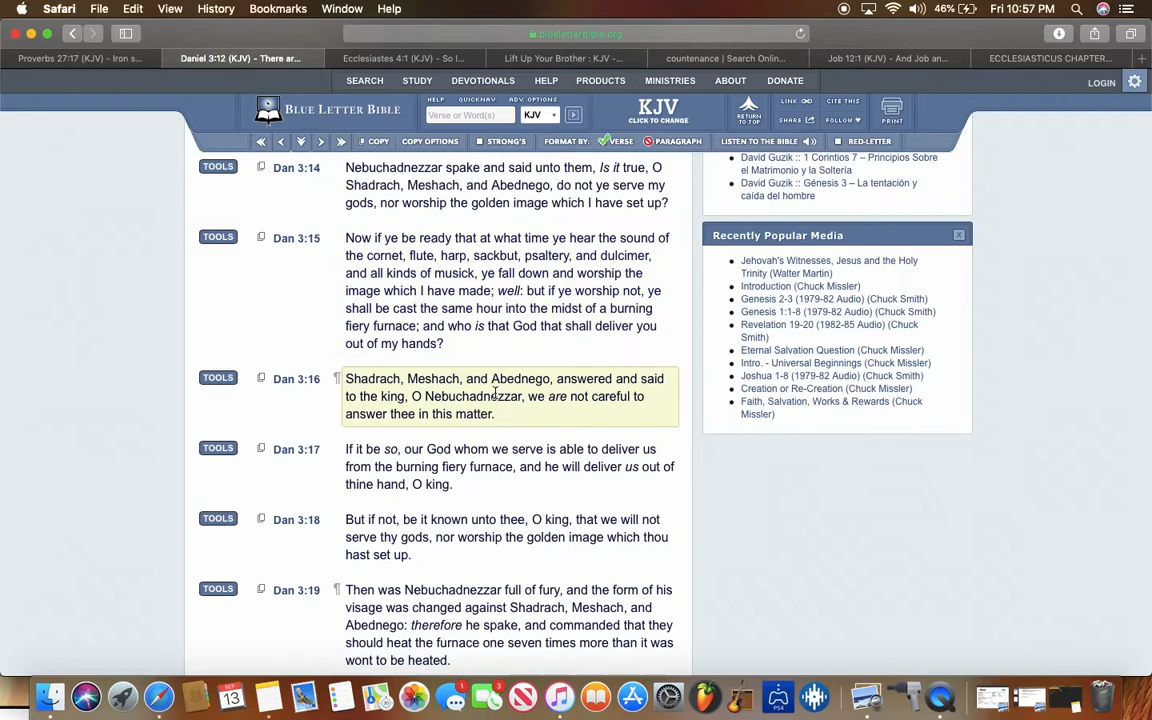 Safari File Edit View History Bookmarks Window Help 46% Fri 10:57 PM
blueletterbible.org
Proverbs 27:17 (KJV) - Iron s... Daniel 3:12 (KJV) - There ar... Ecclesiastes 4:1 (KJV) - So I... Lift Up Your Brother : KJV -... countenance | Search Onlin... Job 12:1 (KJV) - And Job an... ECCLESIASTICUS CHAPTER...
SEARCH STUDY DEVOTIONALS HELP PRODUCTS MINISTRIES ABOUT DONATE LOGIN
BLUE LETTER BIBLE
HELP QUICKNAV ADV. OPTIONS
Verse or Word(s) KJV
KJV
CLICK TO CHANGE
RETURN TO TOP
LINK CITE THIS
SHARE FOLLOW PRINT
COPY COPY OPTIONS STRONG'S FORMAT BY: VERSE PARAGRAPH LISTEN TO THE BIBLE RED-LETTER
TOOLS Dan 3:14 Nebuchadnezzar spake and said unto them, Is it true, O
Shadrach, Meshach, and Abednego, do not ye serve my
gods, nor worship the golden image which I have set up?
TOOLS Dan 3:15 Now if ye be ready that at what time ye hear the sound of
the cornet, flute, harp, sackbut, psaltery, and dulcimer,
and all kinds of musick, ye fall down and worship the
image which I have made; well: but if ye worship not, ye
shall be cast the same hour into the midst of a burning
fiery furnace; and who is that God that shall deliver you
out of my hands?
TOOLS Dan 3:16 ¶ Shadrach, Meshach, and Abednego, answered and said
to the king, O Nebuchadnezzar, we are not careful to
answer thee in this matter.
TOOLS Dan 3:17 If it be so, our God whom we serve is able to deliver us
from the burning fiery furnace, and he will deliver us out of
thine hand, O king.
TOOLS Dan 3:18 But if not, be it known unto thee, O king, that we will not
serve thy gods, nor worship the golden image which thou
hast set up.
TOOLS Dan 3:19 ¶ Then was Nebuchadnezzar full of fury, and the form of his
visage was changed against Shadrach, Meshach, and
Abednego: therefore he spake, and commanded that they
should heat the furnace one seven times more than it was
wont to be heated.
David Guzik :: 1 Corintios 7 – Principios Sobre
el Matrimonio y la Soltería
David Guzik :: Génesis 3 – La tentación y
caída del hombre
Recently Popular Media
Jehovah's Witnesses, Jesus and the Holy
Trinity (Walter Martin)
Introduction (Chuck Missler)
Genesis 2-3 (1979-82 Audio) (Chuck Smith)
Genesis 1:1-8 (1979-82 Audio) (Chuck Smith)
Revelation 19-20 (1982-85 Audio) (Chuck
Smith)
Eternal Salvation Question (Chuck Missler)
Intro. - Universal Beginnings (Chuck Missler)
Joshua 1-8 (1979-82 Audio) (Chuck Smith)
Creation or Re-Creation (Chuck Missler)
Faith, Salvation, Works & Rewards (Chuck
Missler)
SEP
13
1
3
PS4